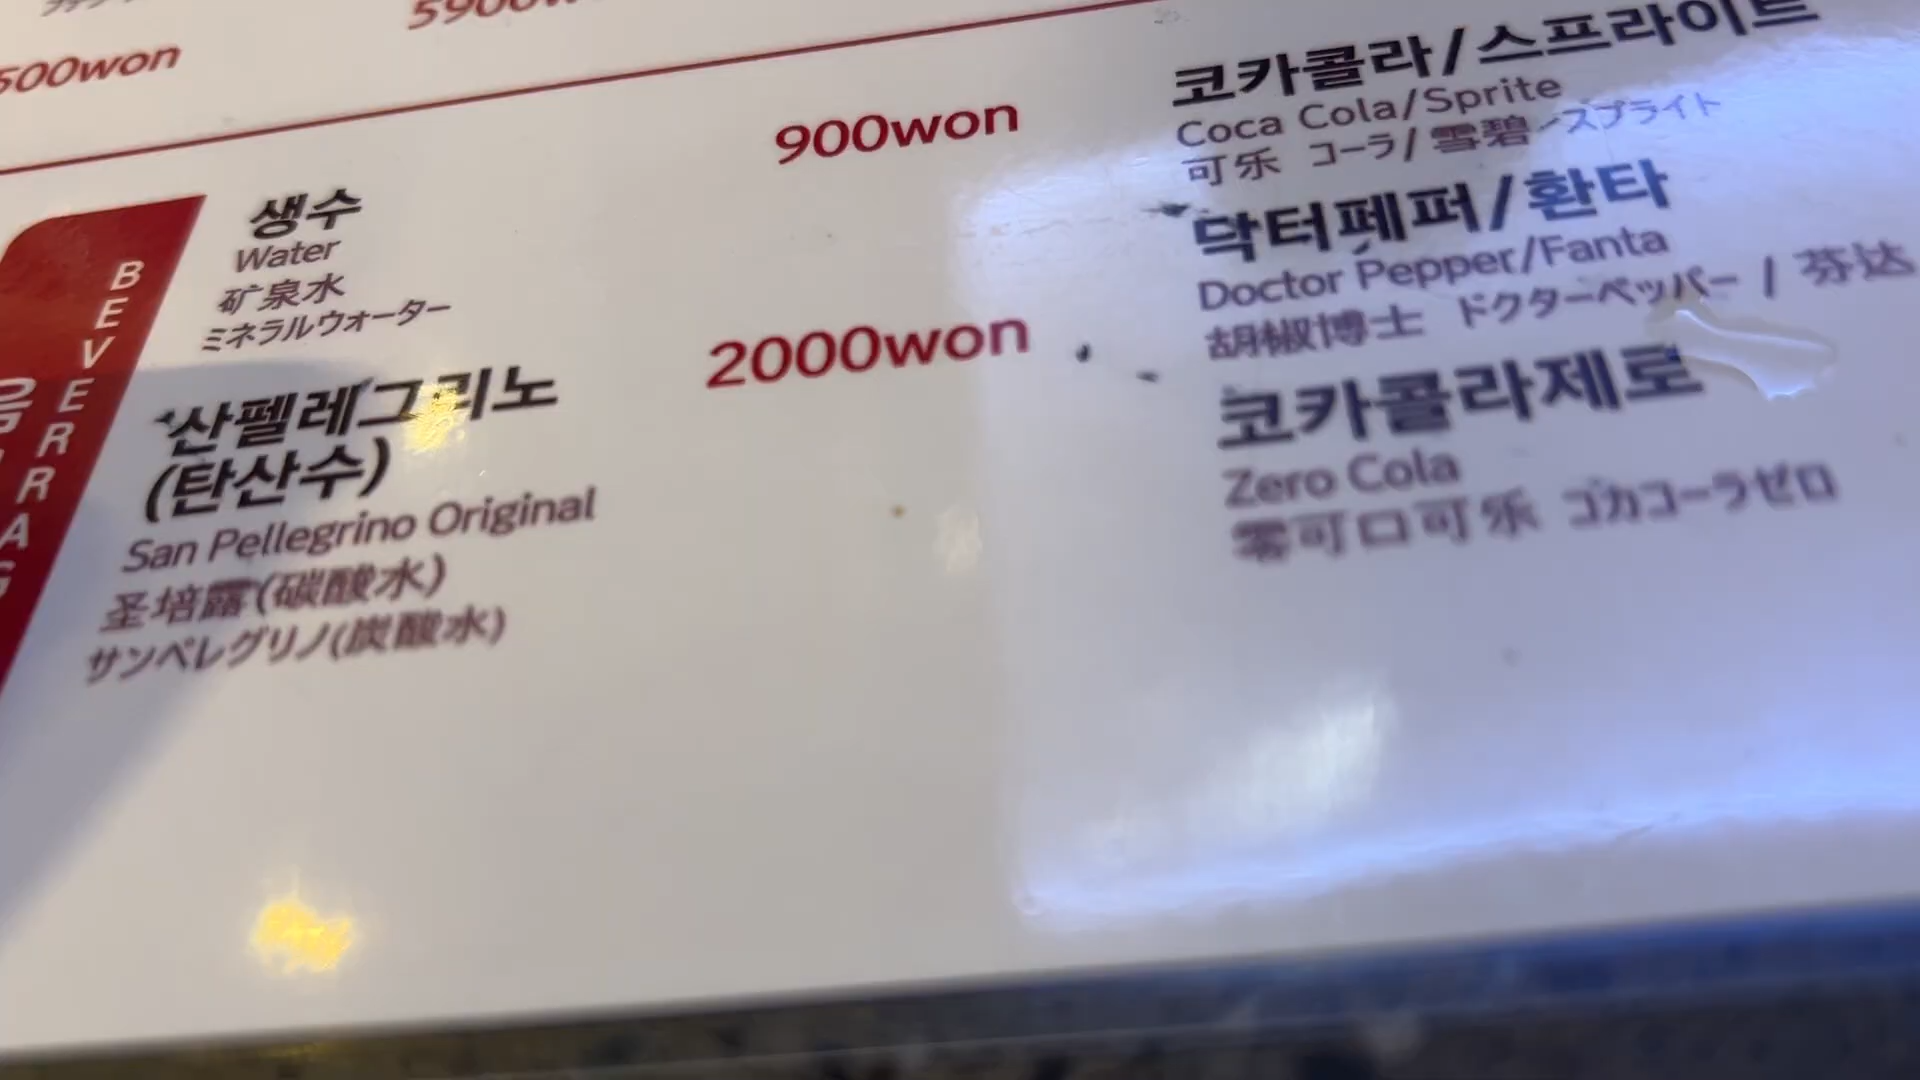 5900won
500won
BEVERRAG
음
생수
Water
矿泉水
ミネラルウォーター
900won
산펠레그리노
(탄산수)
San Pellegrino Original
圣培露(碳酸水)
サンペレグリノ(炭酸水)
2000won
코카콜라/스프라이트
Coca Cola/Sprite
可乐 コーラ/雪碧 スプライト
닥터페퍼/환타
Doctor Pepper/Fanta
胡椒博士 ドクターペッパー / 芬达
코카콜라제로
Zero Cola
零可口可乐 コカコーラゼロ